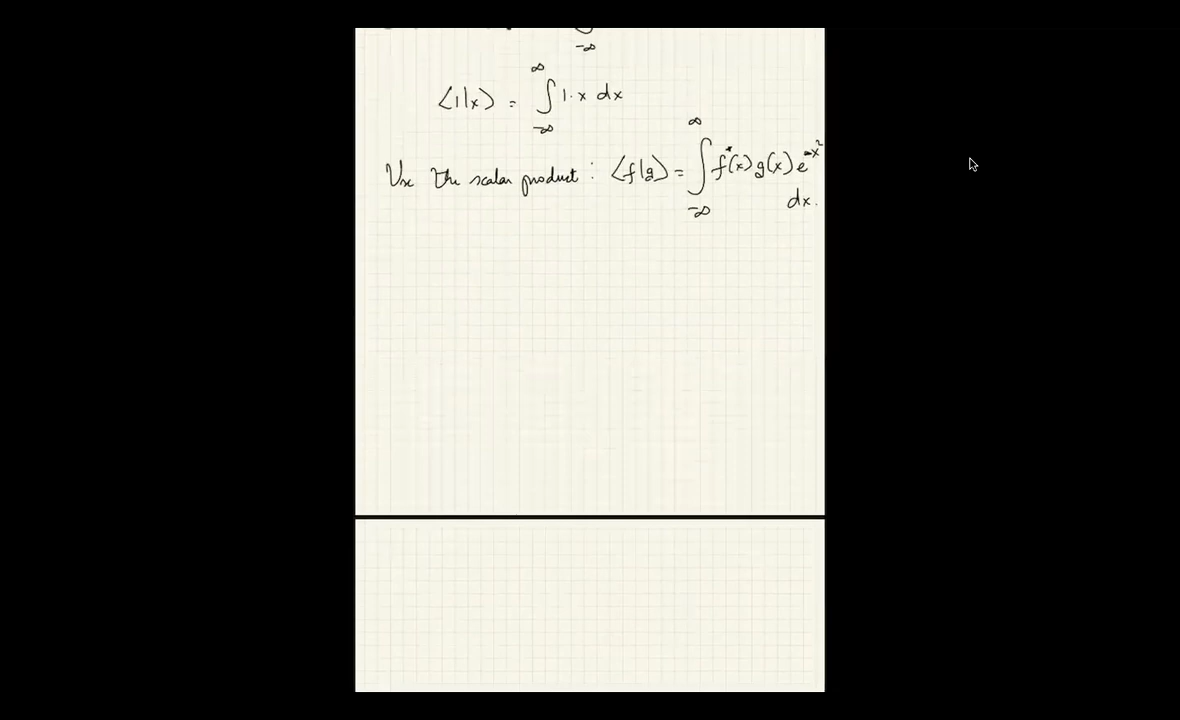 -∞
⟨1|x⟩ = ∫_{-∞}^{∞} 1·x dx
Use the scalar product : ⟨f|g⟩ = ∫_{-∞}^{∞} f*(x) g(x) e^{-x²}
dx.